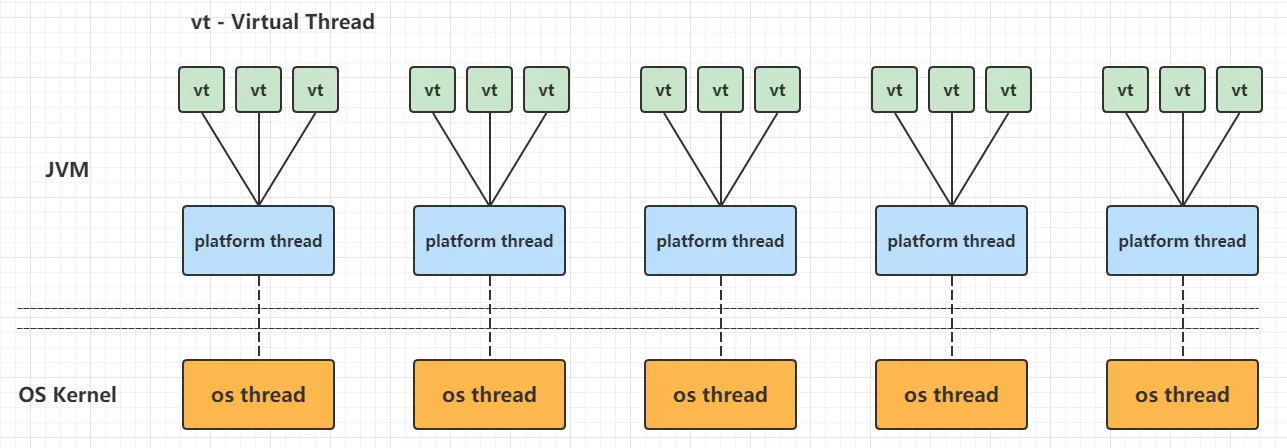 vt - Virtual Thread
vt vt vt vt vt vt vt vt vt vt vt vt vt vt vt
JVM
platform thread platform thread platform thread platform thread platform thread
OS Kernel os thread os thread os thread os thread os thread